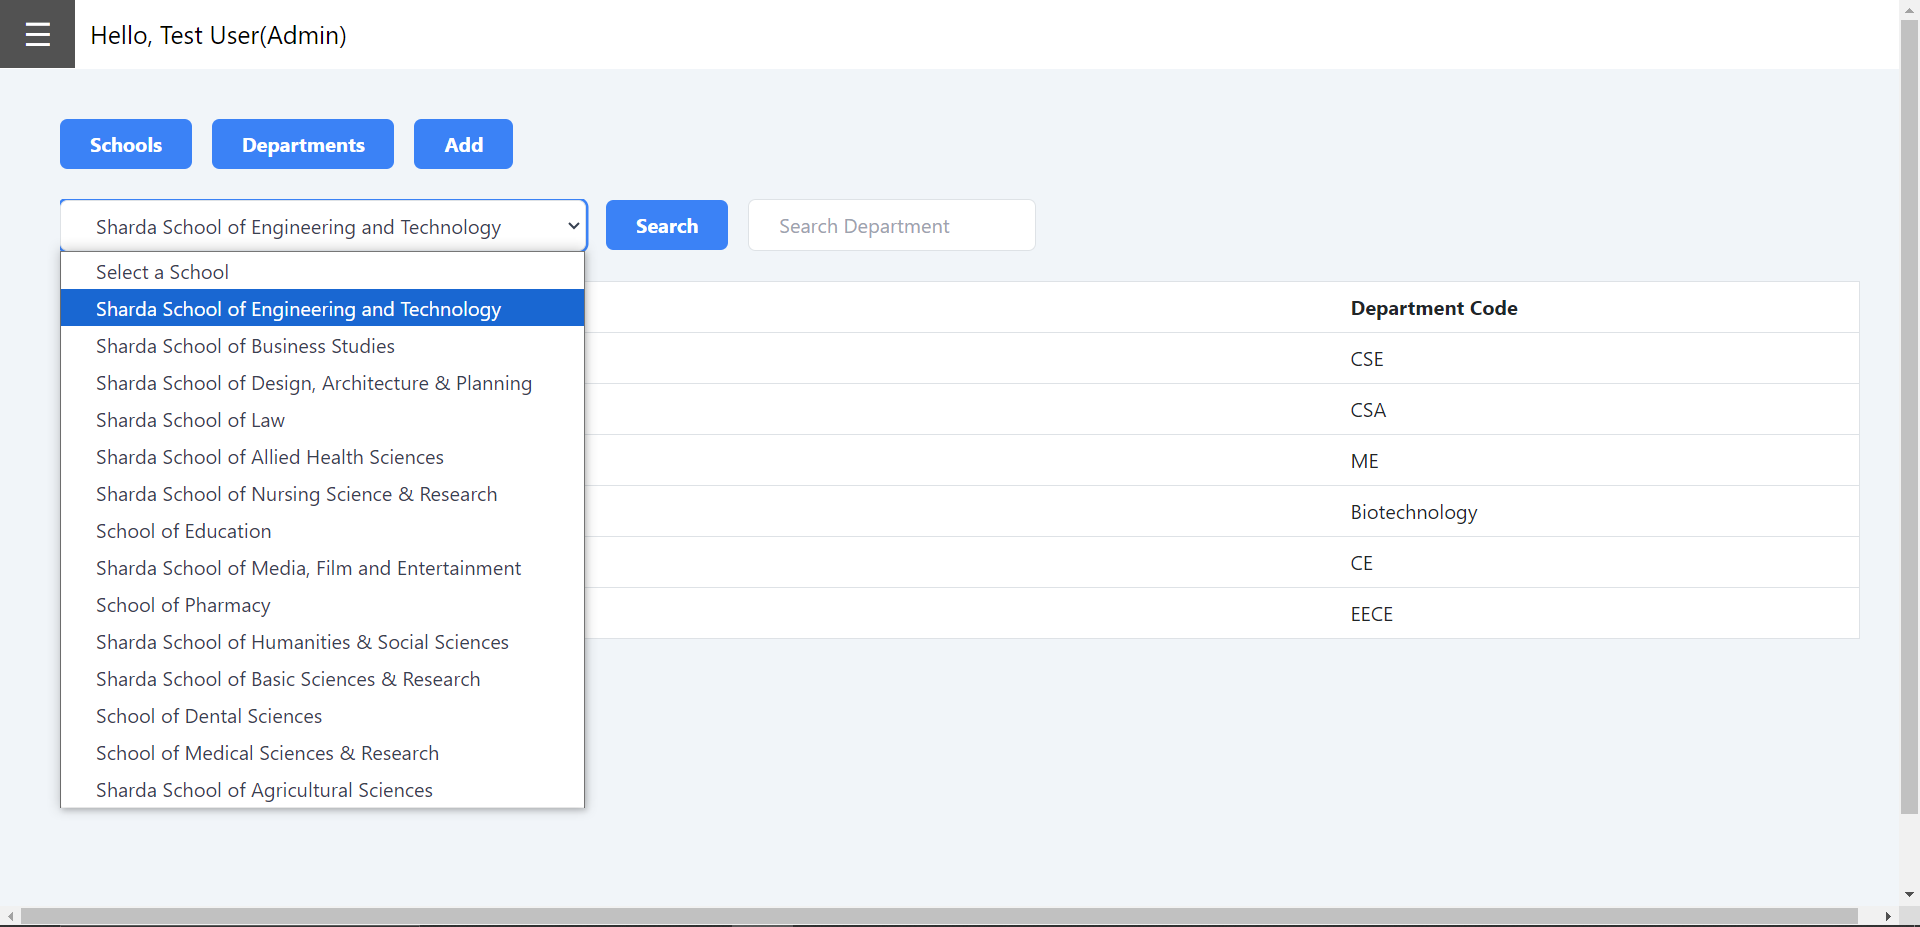 Hello, Test User(Admin)
Schools Departments Add
Sharda School of Engineering and Technology Search Search Department
Select a School
Sharda School of Engineering and Technology
Sharda School of Business Studies
Sharda School of Design, Architecture & Planning
Sharda School of Law
Sharda School of Allied Health Sciences
Sharda School of Nursing Science & Research
School of Education
Sharda School of Media, Film and Entertainment
School of Pharmacy
Sharda School of Humanities & Social Sciences
Sharda School of Basic Sciences & Research
School of Dental Sciences
School of Medical Sciences & Research
Sharda School of Agricultural Sciences
Department Code
CSE
CSA
ME
Biotechnology
CE
EECE